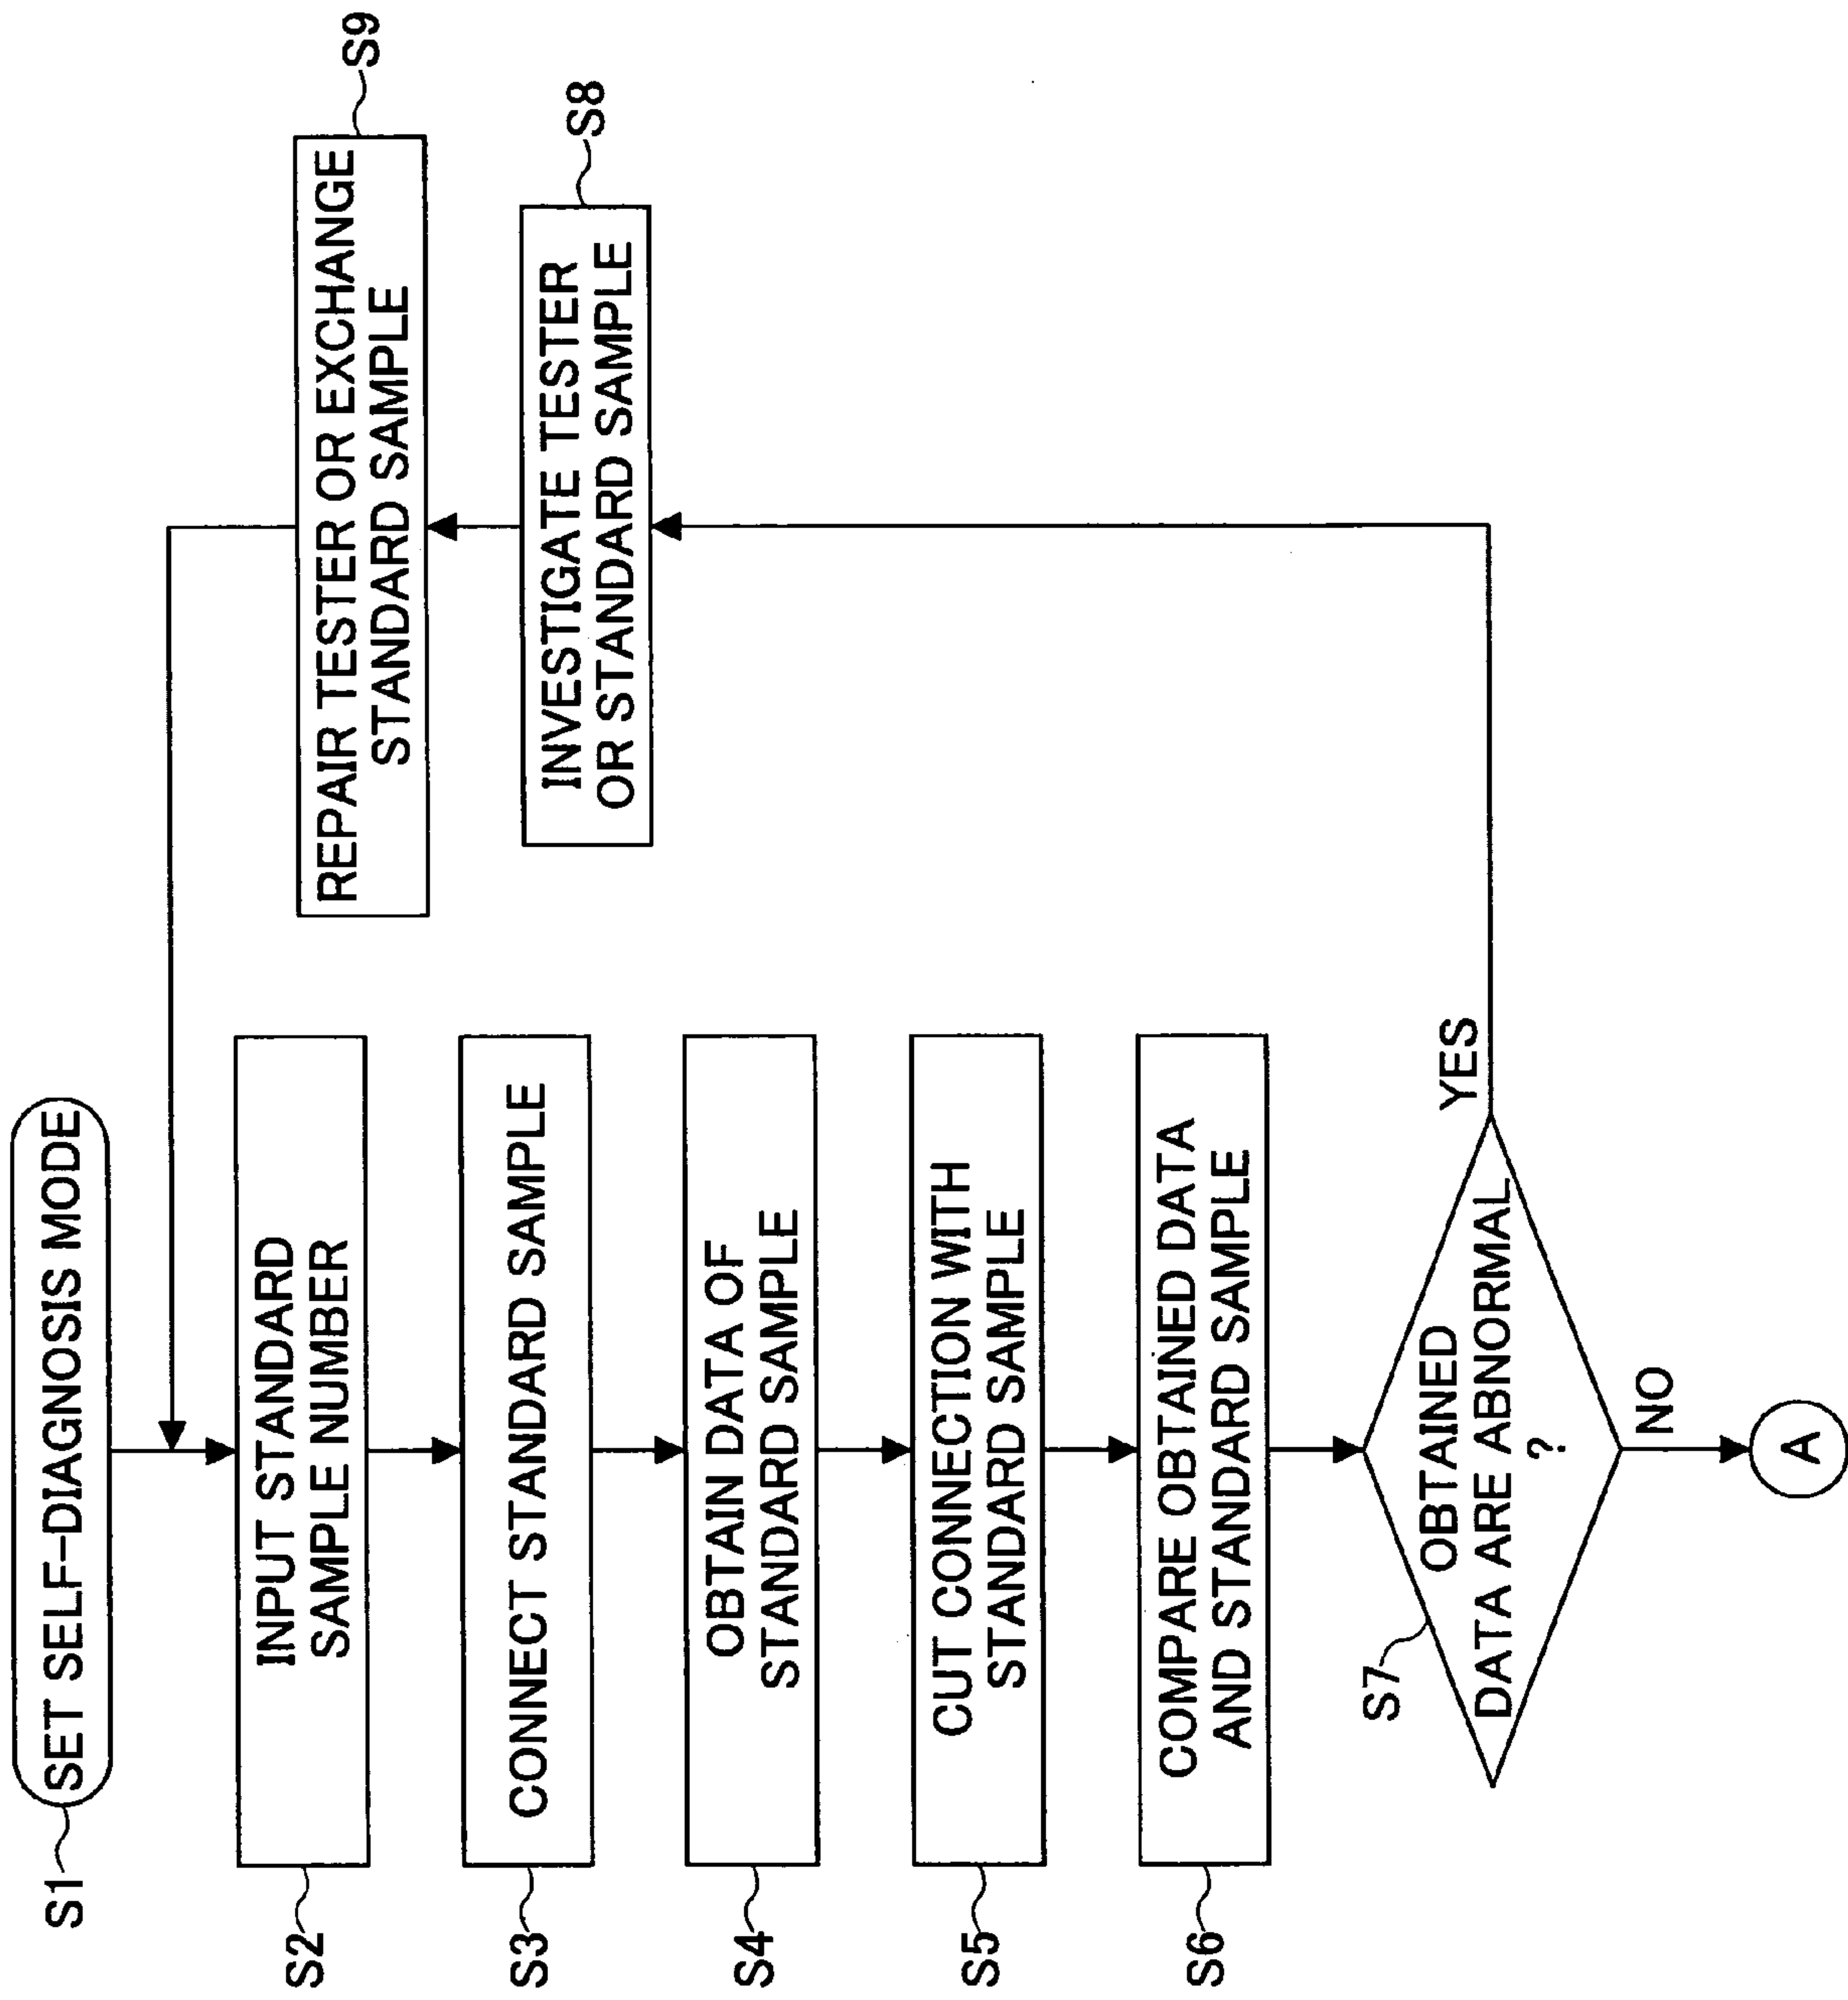 S1
SET SELF-DIAGNOSIS MODE
S2
INPUT STANDARD
SAMPLE NUMBER
S3
CONNECT STANDARD SAMPLE
S4
OBTAIN DATA OF
STANDARD SAMPLE
S5
CUT CONNECTION WITH
STANDARD SAMPLE
S6
COMPARE OBTAINED DATA
AND STANDARD SAMPLE
S7
OBTAINED
DATA ARE ABNORMAL
?
YES
NO
A
S8
INVESTIGATE TESTER
OR STANDARD SAMPLE
S9
REPAIR TESTER OR EXCHANGE
STANDARD SAMPLE